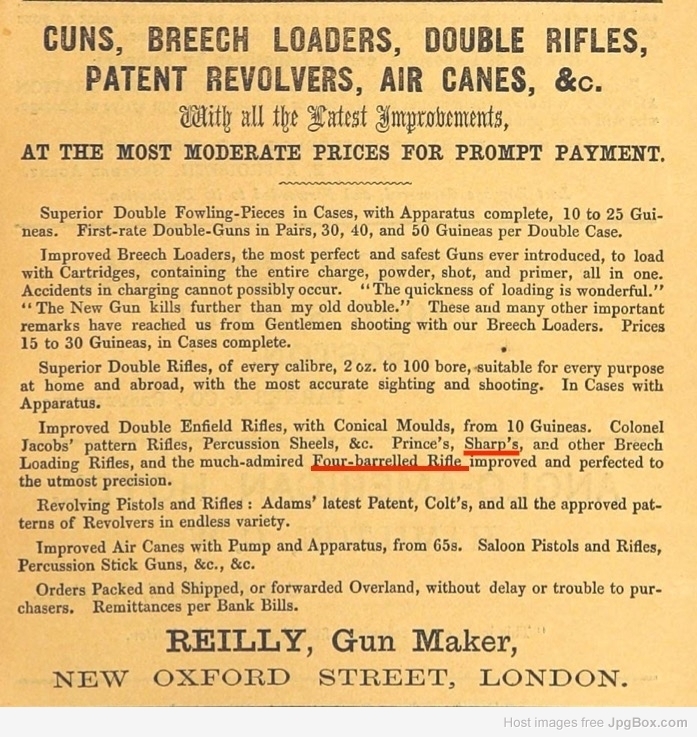 GUNS, BREECH LOADERS, DOUBLE RIFLES,
PATENT REVOLVERS, AIR CANES, &c.
With all the Latest Improvements,
AT THE MOST MODERATE PRICES FOR PROMPT PAYMENT.
Superior Double Fowling-Pieces in Cases, with Apparatus complete, 10 to 25 Gui-
neas. First-rate Double-Guns in Pairs, 30, 40, and 50 Guineas per Double Case.
Improved Breech Loaders, the most perfect and safest Guns ever introduced, to load
with Cartridges, containing the entire charge, powder, shot, and primer, all in one.
Accidents in charging cannot possibly occur. "The quickness of loading is wonderful."
"The New Gun kills further than my old double." These and many other important
remarks have reached us from Gentlemen shooting with our Breech Loaders. Prices
15 to 30 Guineas, in Cases complete.
Superior Double Rifles, of every calibre, 2 oz. to 100 bore, suitable for every purpose
at home and abroad, with the most accurate sighting and shooting. In Cases with
Apparatus.
Improved Double Enfield Rifles, with Conical Moulds, from 10 Guineas. Colonel
Jacobs' pattern Rifles, Percussion Sheels, &c. Prince's, Sharp's, and other Breech
Loading Rifles, and the much-admired Four-barrelled Rifle improved and perfected to
the utmost precision.
Revolving Pistols and Rifles : Adams' latest Patent, Colt's, and all the approved pat-
terns of Revolvers in endless variety.
Improved Air Canes with Pump and Apparatus, from 65s. Saloon Pistols and Rifles,
Percussion Stick Guns, &c., &c.
Orders Packed and Shipped, or forwarded Overland, without delay or trouble to pur-
chasers. Remittances per Bank Bills.
REILLY, Gun Maker,
NEW OXFORD STREET, LONDON.
Host images free JpgBox.com